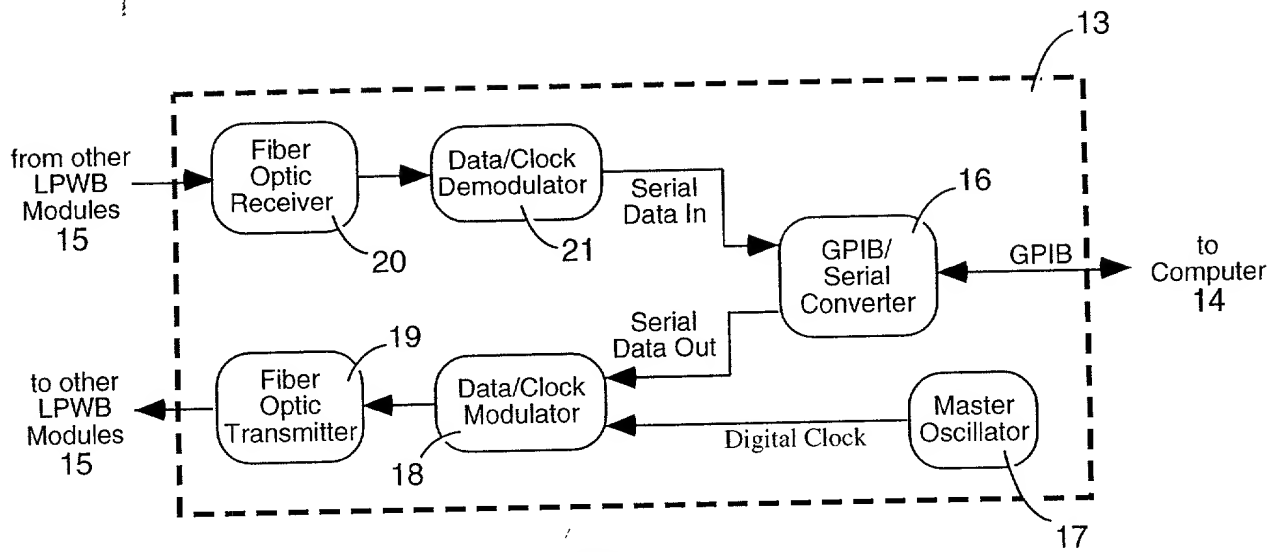 13
from other
LPWB
Modules
15
Fiber
Optic
Receiver
20
Data/Clock
Demodulator
21
Serial
Data In
16
GPIB/
Serial
Converter
GPIB
to
Computer
14
Serial
Data Out
19
to other
LPWB
Modules
15
Fiber
Optic
Transmitter
Data/Clock
Modulator
18
Digital Clock
Master
Oscillator
17